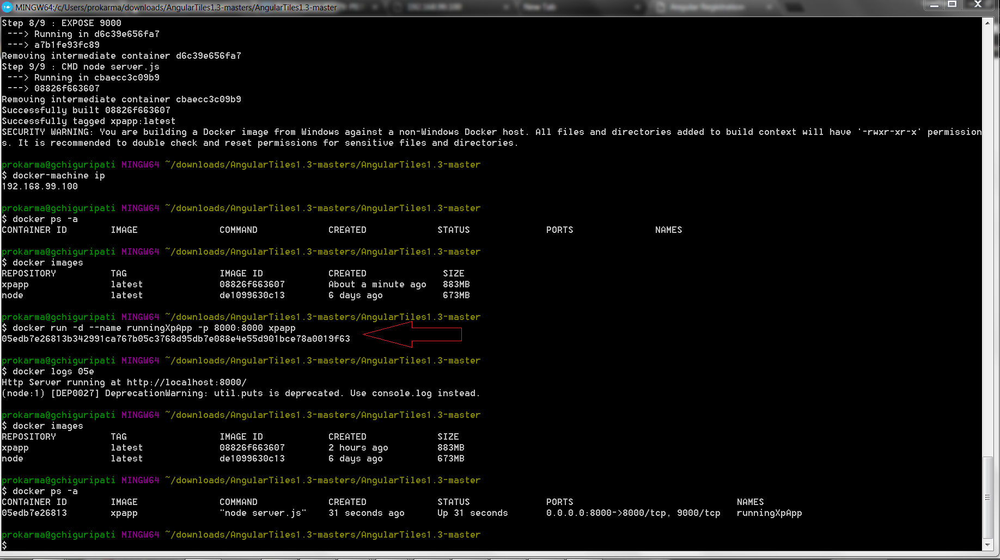 MINGW64:/c/Users/prokarma/downloads/AngularTiles1.3-masters/AngularTiles1.3-master
192.168.99.100
New Tab
Angular Registration
Step 8/9 : EXPOSE 9000
---> Running in d6c39e656fa7
---> a7b1fe93fc89
Removing intermediate container d6c39e656fa7
Step 9/9 : CMD node server.js
---> Running in cbaecc3c09b9
---> 08826f663607
Removing intermediate container cbaecc3c09b9
Successfully built 08826f663607
Successfully tagged xpapp:latest
SECURITY WARNING: You are building a Docker image from Windows against a non-Windows Docker host. All files and directories added to build context will have '-rwxr-xr-x' permission
s. It is recommended to double check and reset permissions for sensitive files and directories.
prokarma@gchiguripati MINGW64 ~/downloads/AngularTiles1.3-masters/AngularTiles1.3-master
$ docker-machine ip
192.168.99.100
prokarma@gchiguripati MINGW64 ~/downloads/AngularTiles1.3-masters/AngularTiles1.3-master
$ docker ps -a
CONTAINER ID IMAGE COMMAND CREATED STATUS PORTS NAMES
prokarma@gchiguripati MINGW64 ~/downloads/AngularTiles1.3-masters/AngularTiles1.3-master
$ docker images
REPOSITORY TAG IMAGE ID CREATED SIZE
xpapp latest 08826f663607 About a minute ago 883MB
node latest de1099630c13 6 days ago 673MB
prokarma@gchiguripati MINGW64 ~/downloads/AngularTiles1.3-masters/AngularTiles1.3-master
$ docker run -d --name runningXpApp -p 8000:8000 xpapp
05edb7e26813b342991ca767b05c3768d95db7e088e4e55d901bce78a0019f63
prokarma@gchiguripati MINGW64 ~/downloads/AngularTiles1.3-masters/AngularTiles1.3-master
$ docker logs 05e
Http Server running at http://localhost:8000/
(node:1) [DEP0027] DeprecationWarning: util.puts is deprecated. Use console.log instead.
prokarma@gchiguripati MINGW64 ~/downloads/AngularTiles1.3-masters/AngularTiles1.3-master
$ docker images
REPOSITORY TAG IMAGE ID CREATED SIZE
xpapp latest 08826f663607 2 hours ago 883MB
node latest de1099630c13 6 days ago 673MB
prokarma@gchiguripati MINGW64 ~/downloads/AngularTiles1.3-masters/AngularTiles1.3-master
$ docker ps -a
CONTAINER ID IMAGE COMMAND CREATED STATUS PORTS NAMES
05edb7e26813 xpapp "node server.js" 31 seconds ago Up 31 seconds 0.0.0.0:8000->8000/tcp, 9000/tcp runningXpApp
prokarma@gchiguripati MINGW64 ~/downloads/AngularTiles1.3-masters/AngularTiles1.3-master
$